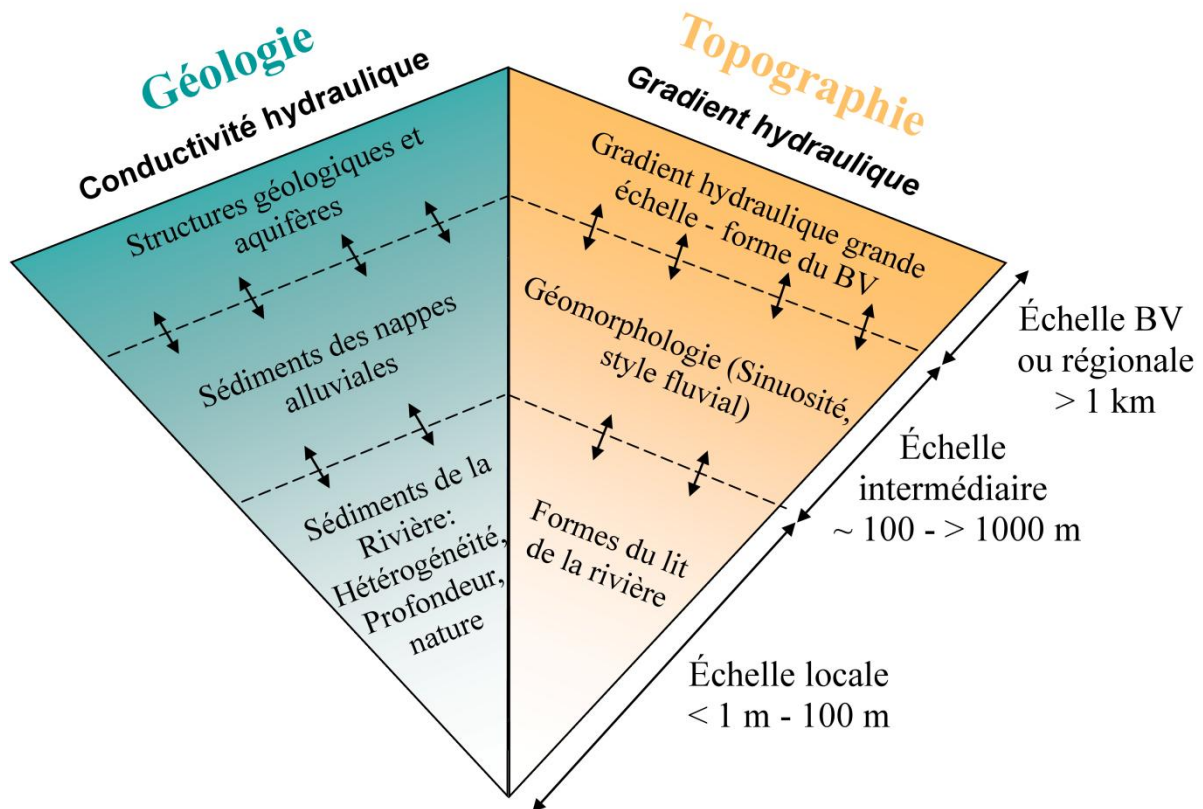 Géologie
Conductivité hydraulique
Structures géologiques et
aquifères
Sédiments des nappes
alluviales
Sédiments de la
Rivière:
Hétérogénéité,
Profondeur,
nature
Topographie
Gradient hydraulique
Gradient hydraulique grande
échelle - forme du BV
Géomorphologie (Sinuosité,
style fluvial)
Formes du lit
de la rivière
Échelle BV
ou régionale
> 1 km
Échelle
intermédiaire
~ 100 - > 1000 m
Échelle locale
< 1 m - 100 m